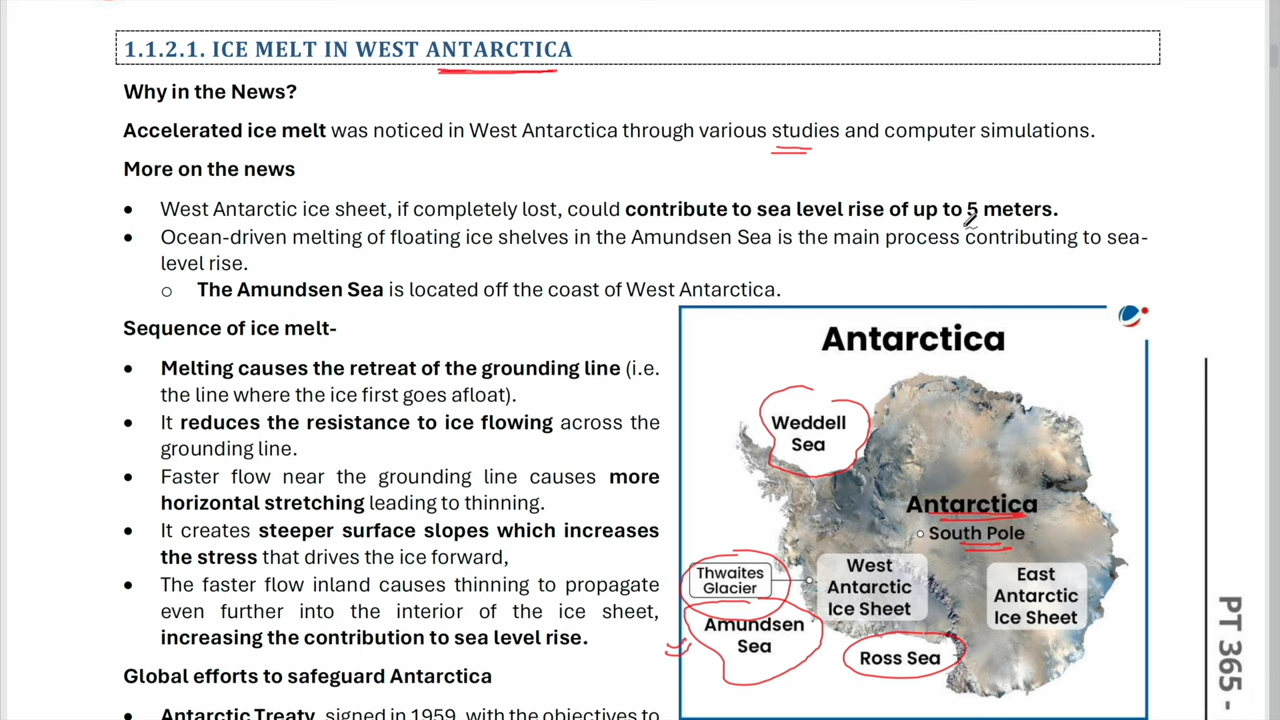 1.1.2.1. ICE MELT IN WEST ANTARCTICA
Why in the News?
Accelerated ice melt was noticed in West Antarctica through various studies and computer simulations.
More on the news
• West Antarctic ice sheet, if completely lost, could contribute to sea level rise of up to 5 meters.
• Ocean-driven melting of floating ice shelves in the Amundsen Sea is the main process contributing to sea-
level rise.
o The Amundsen Sea is located off the coast of West Antarctica.
Sequence of ice melt-
• Melting causes the retreat of the grounding line (i.e.
the line where the ice first goes afloat).
• It reduces the resistance to ice flowing across the
grounding line.
• Faster flow near the grounding line causes more
horizontal stretching leading to thinning.
• It creates steeper surface slopes which increases
the stress that drives the ice forward,
• The faster flow inland causes thinning to propagate
even further into the interior of the ice sheet,
increasing the contribution to sea level rise.
Global efforts to safeguard Antarctica
• Antarctic Treaty, signed in 1959, with the objectives to
Antarctica
Weddell
Sea
Antarctica
South Pole
Thwaites
Glacier
West
Antarctic
Ice Sheet
East
Antarctic
Ice Sheet
Amundsen
Sea
Ross Sea
PT 365 -